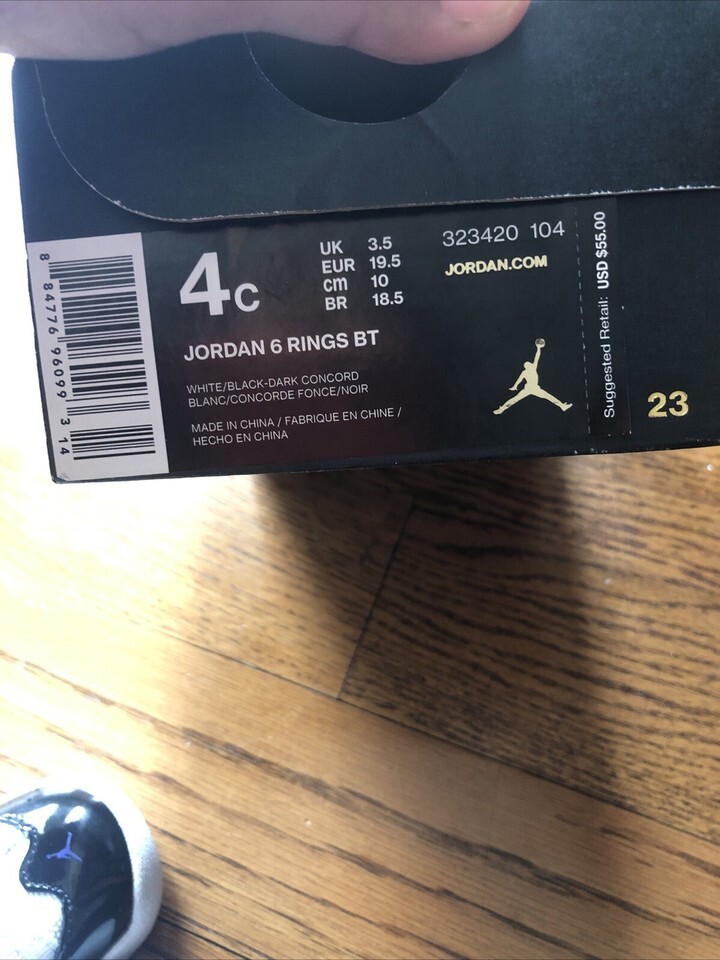 4C
UK 3.5
EUR 19.5
cm 10
BR 18.5
323420 104
JORDAN.COM
JORDAN 6 RINGS BT
WHITE/BLACK-DARK CONCORD
BLANC/CONCORDE FONCE/NOIR
MADE IN CHINA / FABRIQUE EN CHINE /
HECHO EN CHINA
8 84776 96099 3 14
Suggested Retail: USD $55.00
23